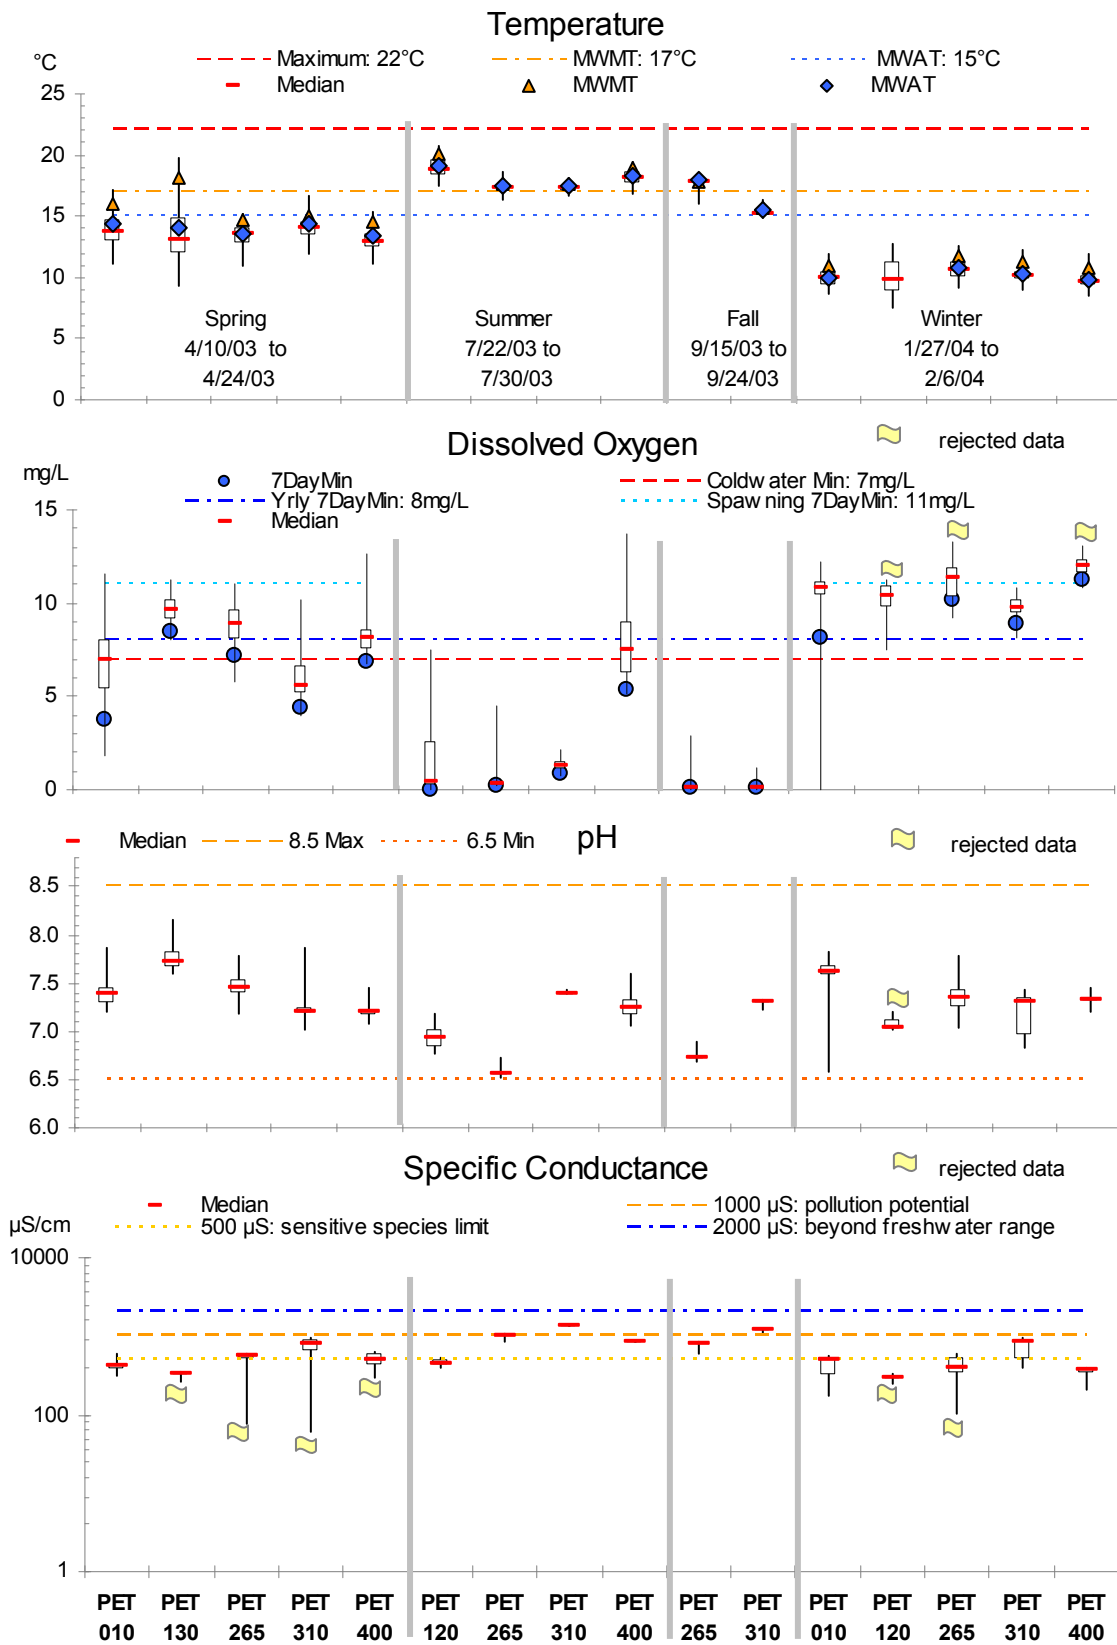 Temperature
°C
Maximum: 22°C MWMT: 17°C MWAT: 15°C
Median MWMT MWAT
25
20
15
10
5
0
Spring Summer Fall Winter
4/10/03 to 7/22/03 to 9/15/03 to 1/27/04 to
4/24/03 7/30/03 9/24/03 2/6/04
Dissolved Oxygen
rejected data
mg/L
7DayMin Coldwater Min: 7mg/L
Yrly 7DayMin: 8mg/L Spawning 7DayMin: 11mg/L
Median
15
10
5
0
pH
Median 8.5 Max 6.5 Min
rejected data
8.5
8.0
7.5
7.0
6.5
6.0
Specific Conductance
rejected data
µS/cm
Median 1000 µS: pollution potential
500 µS: sensitive species limit 2000 µS: beyond freshwater range
10000
100
1
PET PET PET PET PET PET PET PET PET PET PET PET PET PET PET PET
010 130 265 310 400 120 265 310 400 265 310 010 120 265 310 400